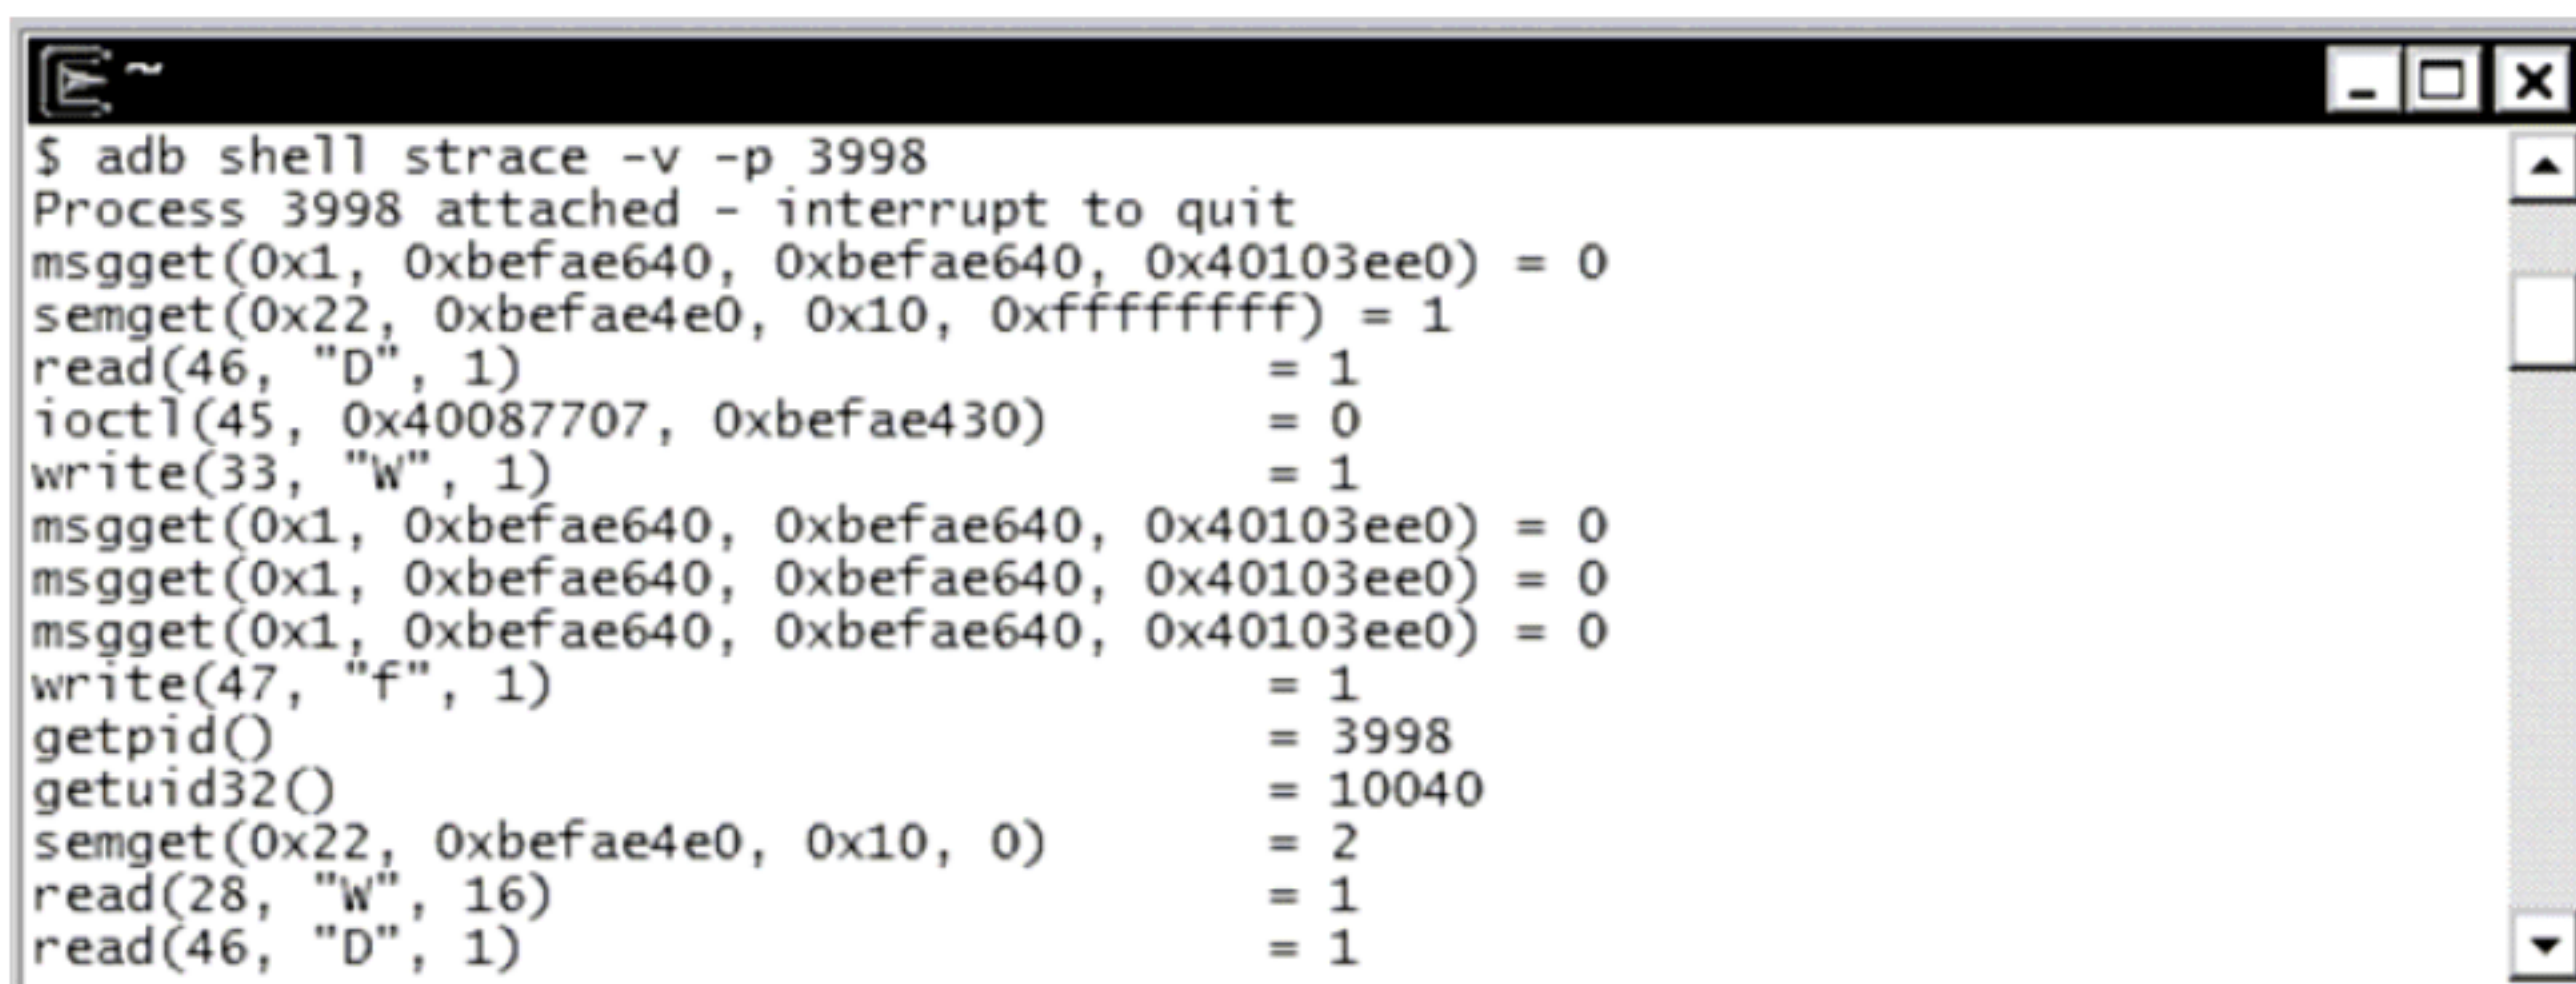 ~
$ adb shell strace -v -p 3998
Process 3998 attached - interrupt to quit
msgget(0x1, 0xbefae640, 0xbefae640, 0x40103ee0) = 0
semget(0x22, 0xbefae4e0, 0x10, 0xffffffff) = 1
read(46, "D", 1)                        = 1
ioctl(45, 0x40087707, 0xbefae430)       = 0
write(33, "W", 1)                       = 1
msgget(0x1, 0xbefae640, 0xbefae640, 0x40103ee0) = 0
msgget(0x1, 0xbefae640, 0xbefae640, 0x40103ee0) = 0
msgget(0x1, 0xbefae640, 0xbefae640, 0x40103ee0) = 0
write(47, "f", 1)                       = 1
getpid()                                = 3998
getuid32()                              = 10040
semget(0x22, 0xbefae4e0, 0x10, 0)       = 2
read(28, "W", 16)                       = 1
read(46, "D", 1)                        = 1